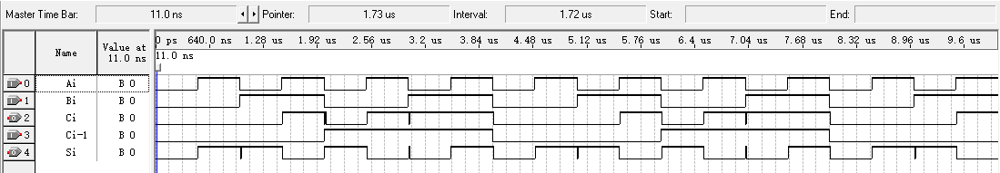 Master Time Bar: 11.0 ns Pointer: 1.73 us Interval: 1.72 us Start: End:
Name Value at 11.0 ns
0 ps 640.0 ns 1.28 us 1.92 us 2.56 us 3.2 us 3.84 us 4.48 us 5.12 us 5.76 us 6.4 us 7.04 us 7.68 us 8.32 us 8.96 us 9.6 us
11.0 ns
0 Ai B 0
1 Bi B 0
2 Ci B 0
3 Ci-1 B 0
4 Si B 0